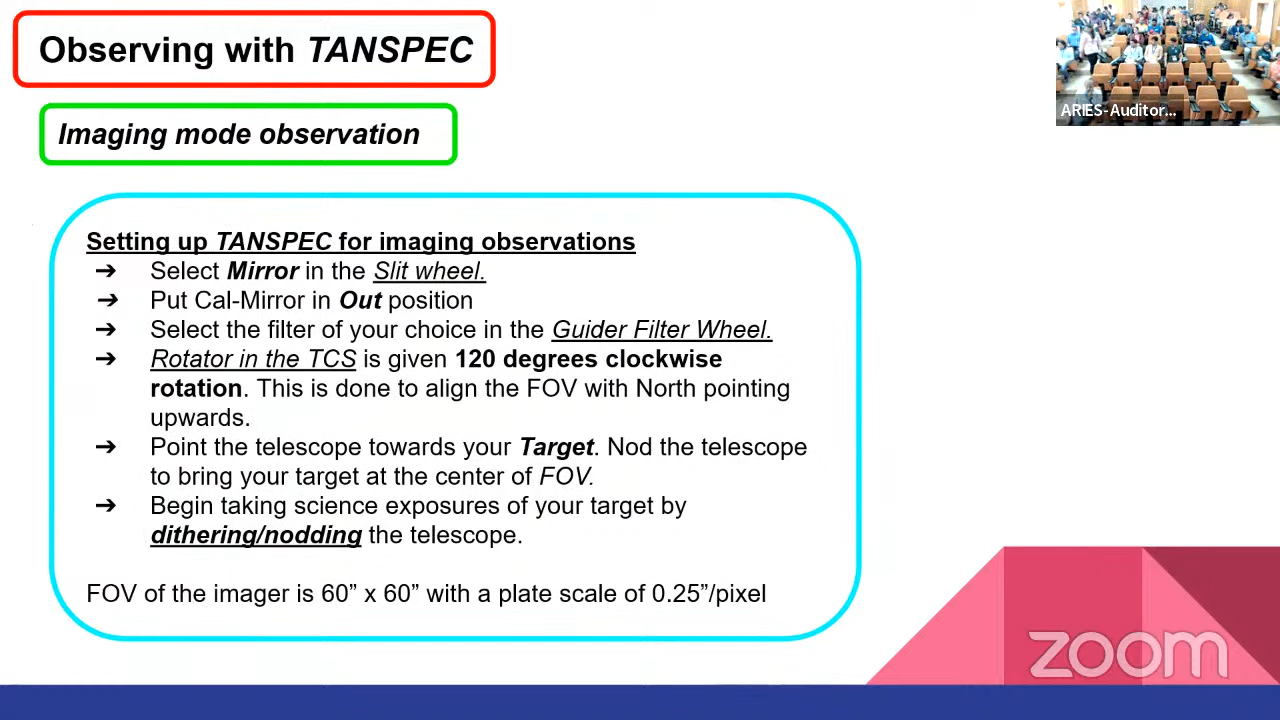 Observing with TANSPEC
ARIES-Auditor...
Imaging mode observation
Setting up TANSPEC for imaging observations
➔ Select Mirror in the Slit wheel.
➔ Put Cal-Mirror in Out position
➔ Select the filter of your choice in the Guider Filter Wheel.
➔ Rotator in the TCS is given 120 degrees clockwise
rotation. This is done to align the FOV with North pointing
upwards.
➔ Point the telescope towards your Target. Nod the telescope
to bring your target at the center of FOV.
➔ Begin taking science exposures of your target by
dithering/nodding the telescope.
FOV of the imager is 60” x 60” with a plate scale of 0.25”/pixel
zoom